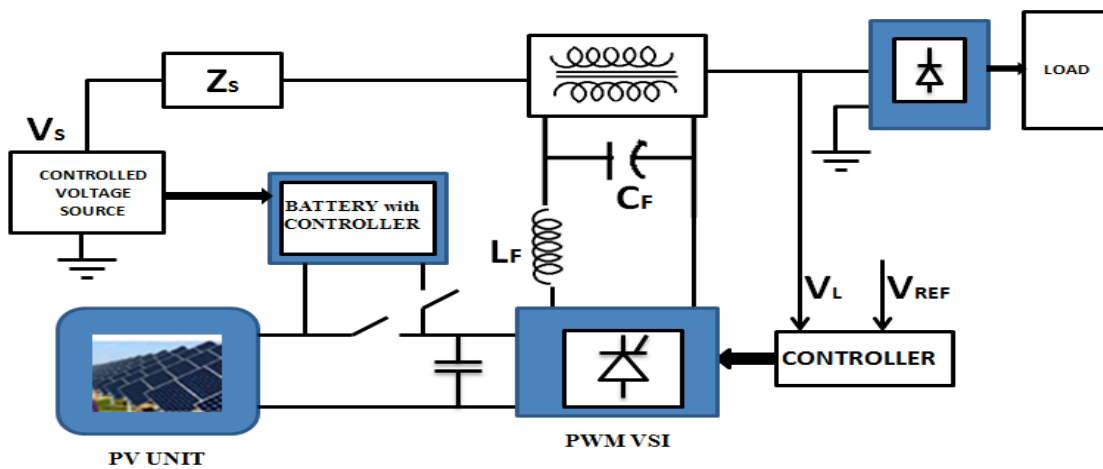 Zs
Vs
CONTROLLED
VOLTAGE
SOURCE
BATTERY with
CONTROLLER
LF
CF
LOAD
VL
VREF
CONTROLLER
PWM VSI
PV UNIT